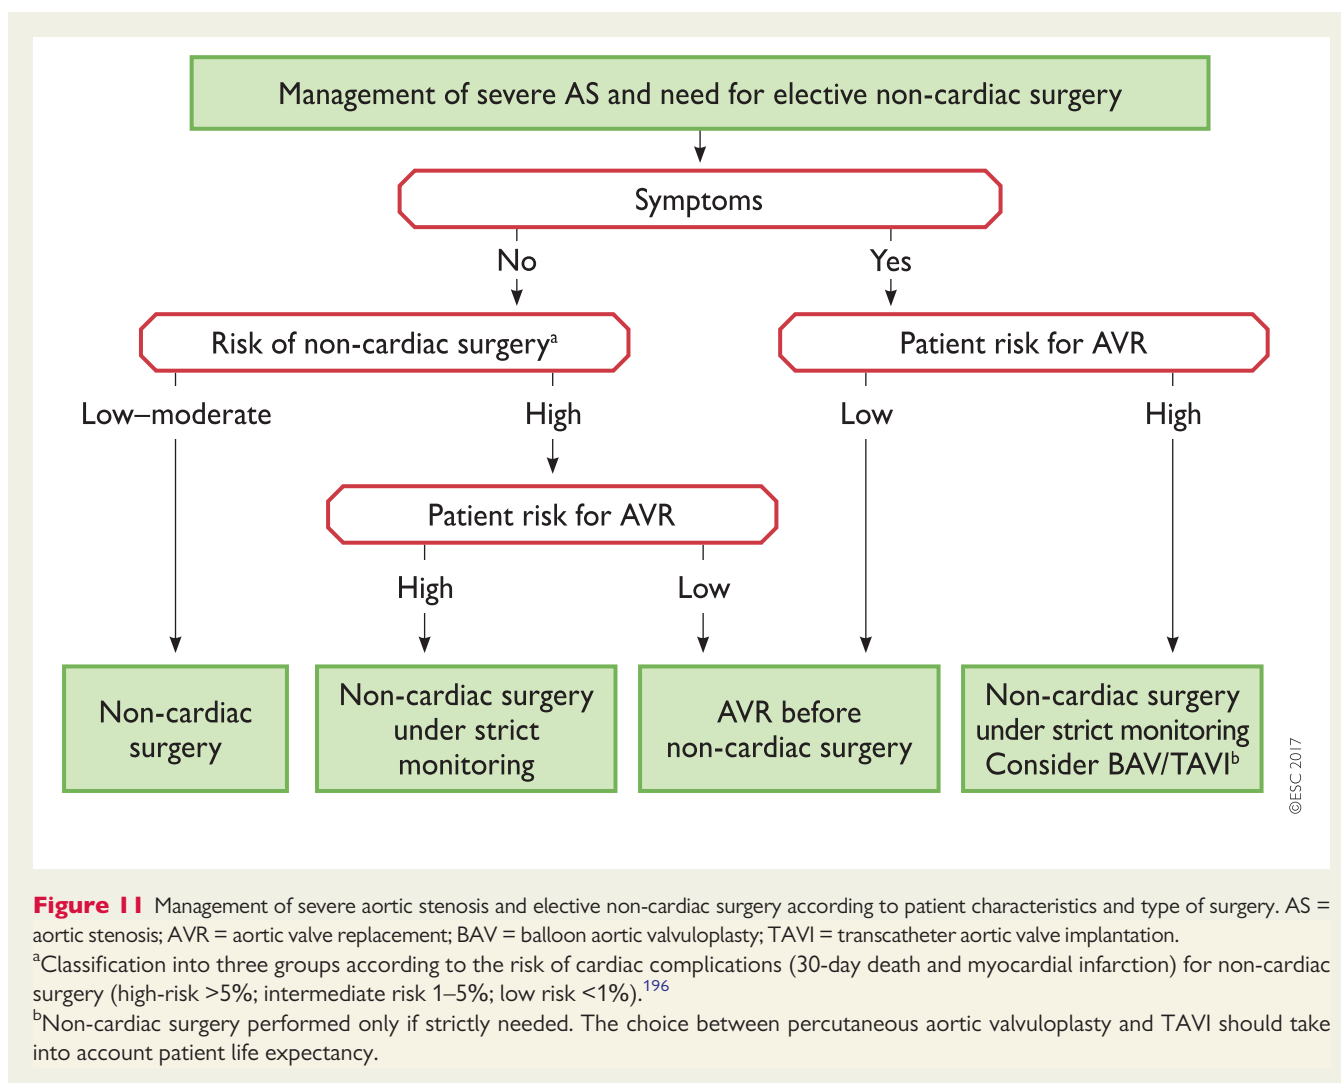 Management of severe AS and need for elective non-cardiac surgery
Symptoms
No
Yes
Risk of non-cardiac surgeryᵃ
Patient risk for AVR
Low–moderate
High
Low
High
Patient risk for AVR
High
Low
Non-cardiac
surgery
Non-cardiac surgery
under strict
monitoring
AVR before
non-cardiac surgery
Non-cardiac surgery
under strict monitoring
Consider BAV/TAVIᵇ
©ESC 2017
Figure 11 Management of severe aortic stenosis and elective non-cardiac surgery according to patient characteristics and type of surgery. AS =
aortic stenosis; AVR = aortic valve replacement; BAV = balloon aortic valvuloplasty; TAVI = transcatheter aortic valve implantation.
ᵃClassification into three groups according to the risk of cardiac complications (30-day death and myocardial infarction) for non-cardiac
surgery (high-risk >5%; intermediate risk 1–5%; low risk <1%).¹⁹⁶
ᵇNon-cardiac surgery performed only if strictly needed. The choice between percutaneous aortic valvuloplasty and TAVI should take
into account patient life expectancy.